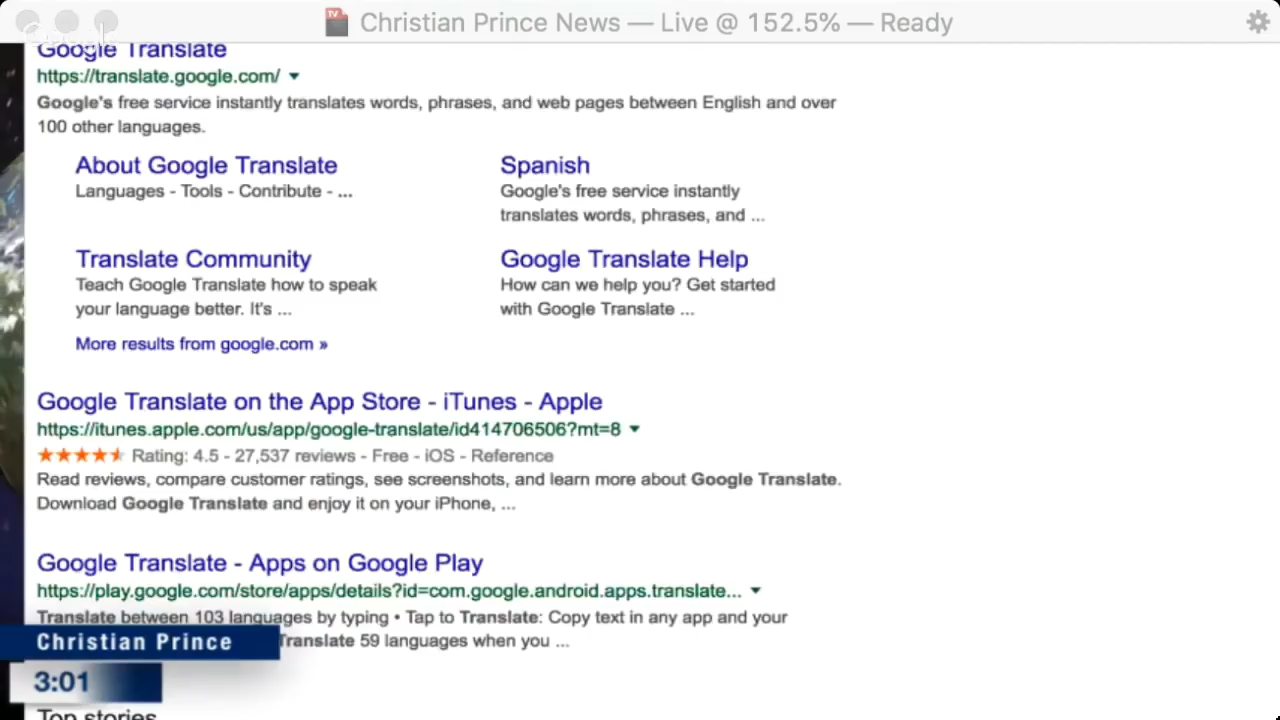 Christian Prince News — Live @ 152.5% — Ready
Google
Google Translate
https://translate.google.com/
Google's free service instantly translates words, phrases, and web pages between English and over
100 other languages.
About Google Translate
Languages - Tools - Contribute - ...
Spanish
Google's free service instantly
translates words, phrases, and ...
Translate Community
Teach Google Translate how to speak
your language better. It's ...
Google Translate Help
How can we help you? Get started
with Google Translate ...
More results from google.com »
Google Translate on the App Store - iTunes - Apple
https://itunes.apple.com/us/app/google-translate/id414706506?mt=8
Rating: 4.5 - 27,537 reviews - Free - iOS - Reference
Read reviews, compare customer ratings, see screenshots, and learn more about Google Translate.
Download Google Translate and enjoy it on your iPhone, ...
Google Translate - Apps on Google Play
https://play.google.com/store/apps/details?id=com.google.android.apps.translate...
Translate between 103 languages by typing • Tap to Translate: Copy text in any app and your
Translate 59 languages when you ...
Christian Prince
3:01
Top stories